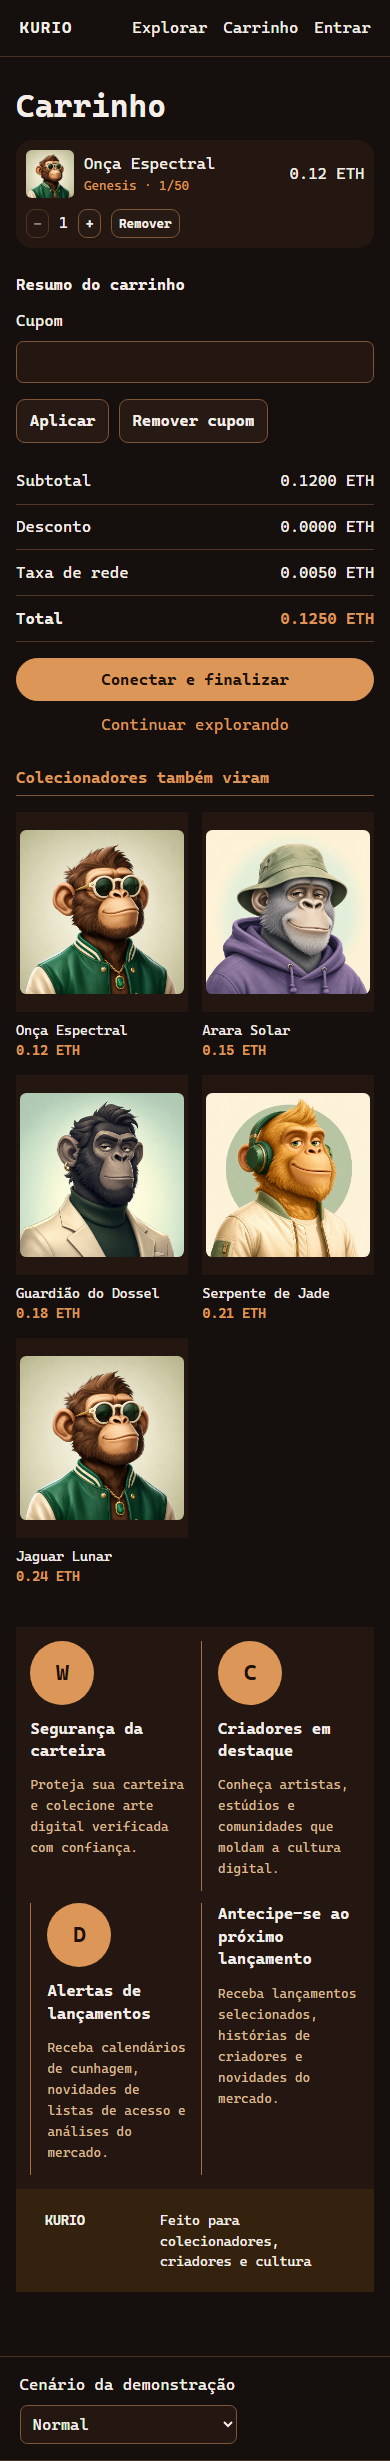 KURIO Explorar Carrinho Entrar
Carrinho
Onça Espectral
Genesis · 1/50
0.12 ETH
− 1 + Remover
Resumo do carrinho
Cupom
Aplicar Remover cupom
Subtotal 0.1200 ETH
Desconto 0.0000 ETH
Taxa de rede 0.0050 ETH
Total 0.1250 ETH
Conectar e finalizar
Continuar explorando
Colecionadores também viram
Onça Espectral
0.12 ETH
Arara Solar
0.15 ETH
Guardião do Dossel
0.18 ETH
Serpente de Jade
0.21 ETH
Jaguar Lunar
0.24 ETH
W
Segurança da
carteira
Proteja sua carteira
e colecione arte
digital verificada
com confiança.
C
Criadores em
destaque
Conheça artistas,
estúdios e
comunidades que
moldam a cultura
digital.
D
Alertas de
lançamentos
Receba calendários
de cunhagem,
novidades de
listas de acesso e
análises do
mercado.
Antecipe-se ao
próximo
lançamento
Receba lançamentos
selecionados,
histórias de
criadores e
novidades do
mercado.
KURIO
Feito para
colecionadores,
criadores e cultura
Cenário da demonstração
Normal